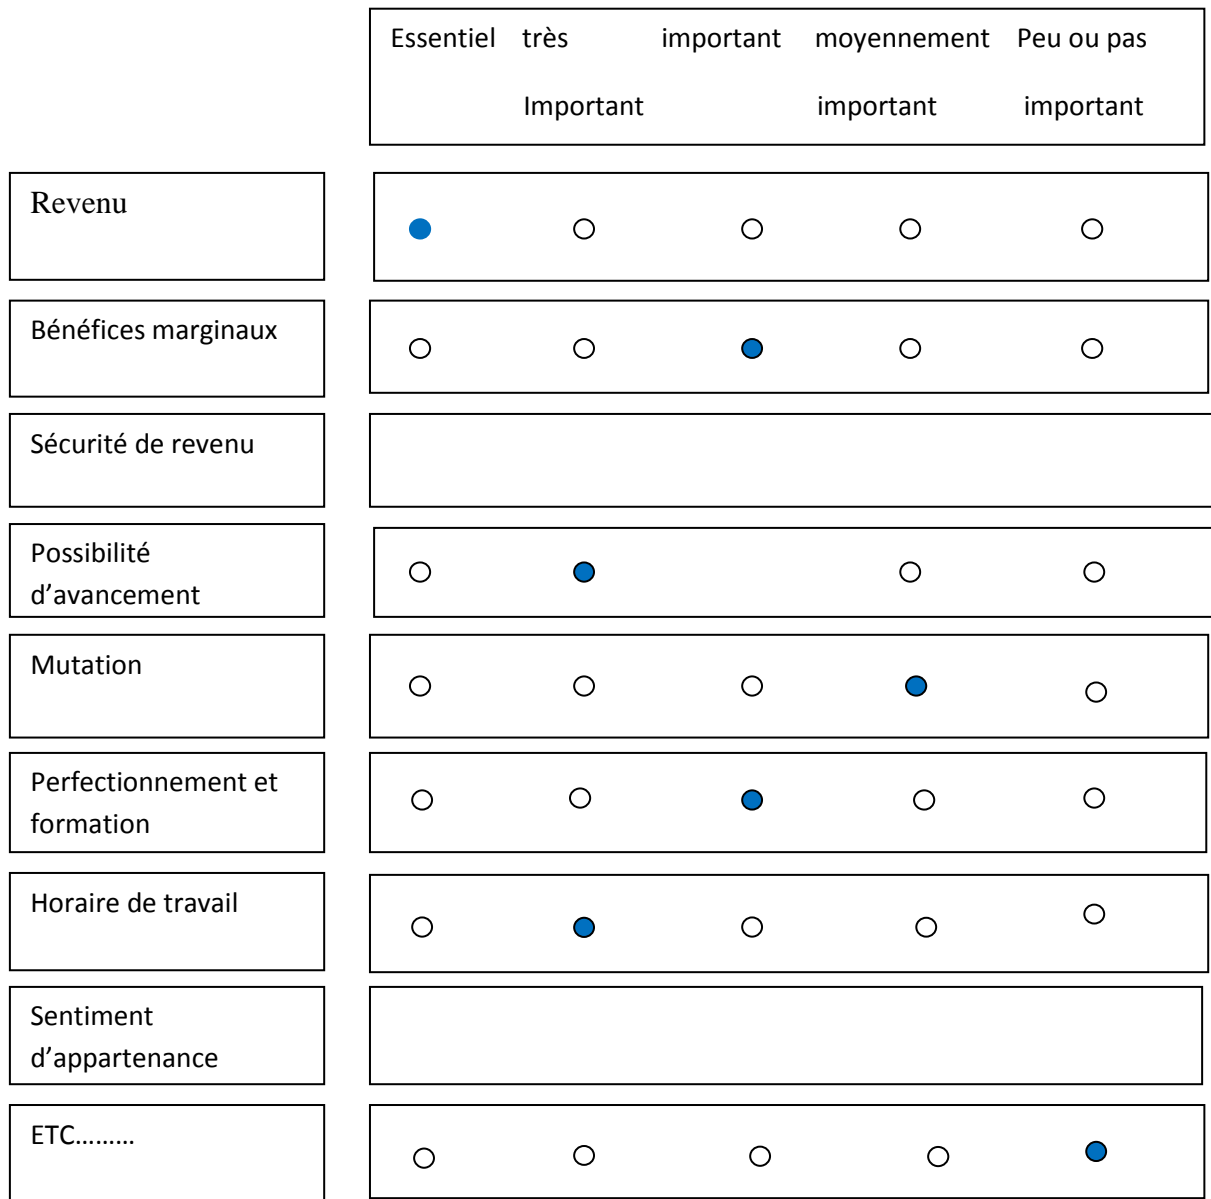 Essentiel très important moyennement Peu ou pas
Important important important
Revenu
Bénéfices marginaux
Sécurité de revenu
Possibilité
d’avancement
Mutation
Perfectionnement et
formation
Horaire de travail
Sentiment
d’appartenance
ETC.........